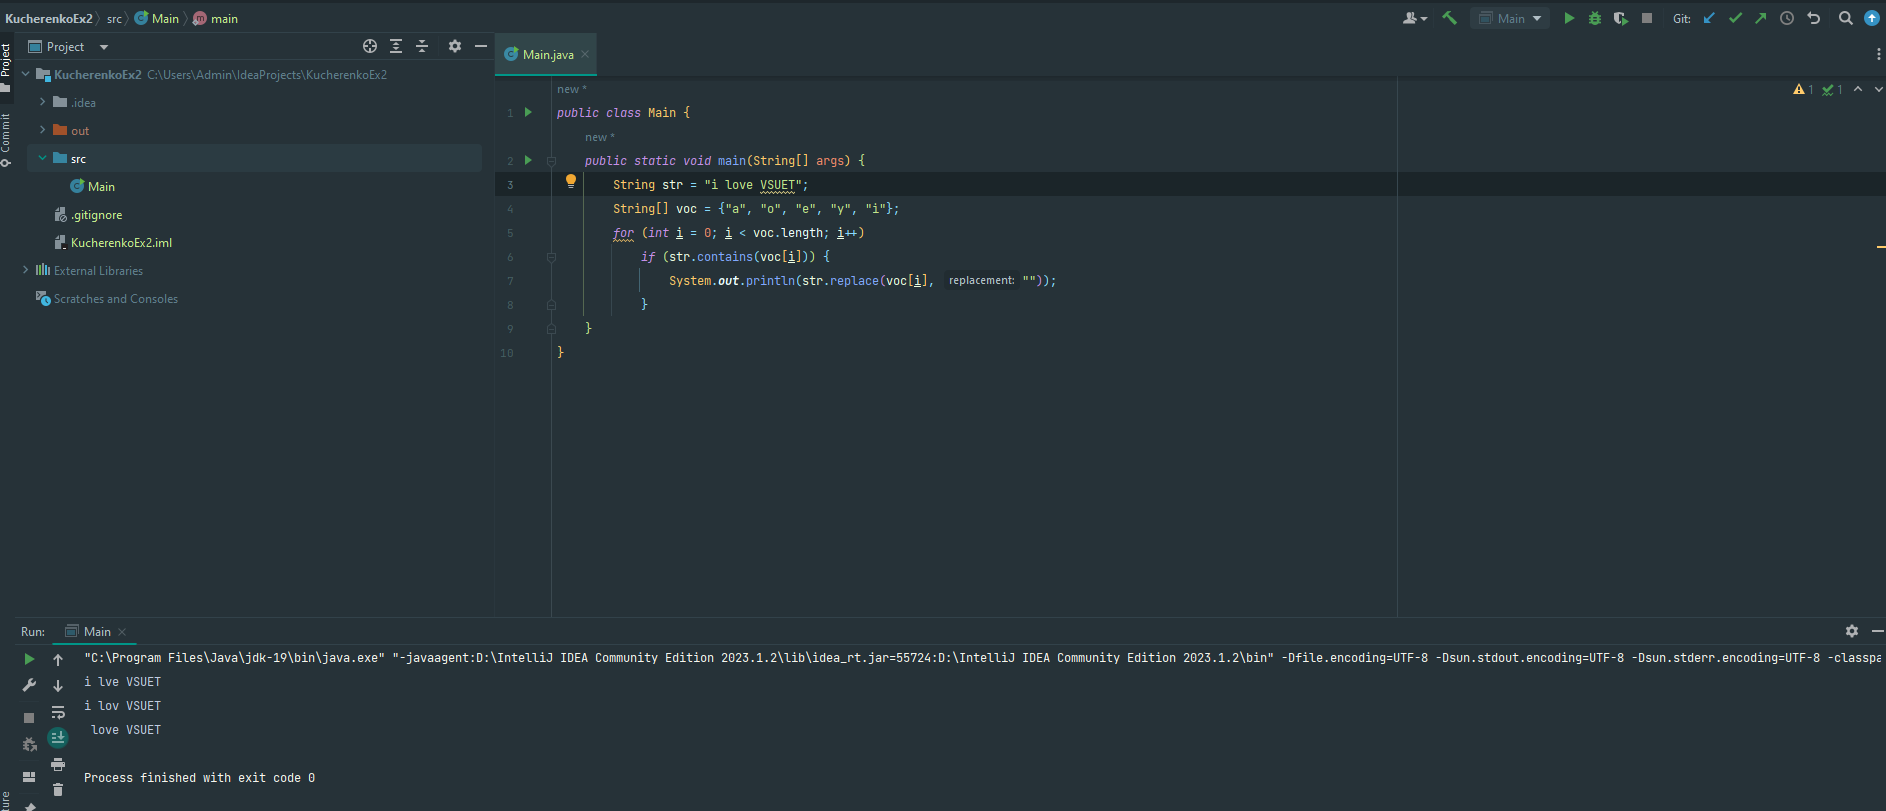 KucherenkoEx2 src Main main
Main Git:
Project
Main.java
KucherenkoEx2 C:\Users\Admin\IdeaProjects\KucherenkoEx2
.idea
out
src
Main
.gitignore
KucherenkoEx2.iml
External Libraries
Scratches and Consoles
Project
Commit
new *
1 1
1 public class Main {
new *
2 public static void main(String[] args) {
3 String str = "i love VSUET";
4 String[] voc = {"a", "o", "e", "y", "i"};
5 for (int i = 0; i < voc.length; i++)
6 if (str.contains(voc[i])) {
7 System.out.println(str.replace(voc[i], replacement: ""));
8 }
9 }
10 }
Run: Main
"C:\Program Files\Java\jdk-19\bin\java.exe" "-javaagent:D:\IntelliJ IDEA Community Edition 2023.1.2\lib\idea_rt.jar=55724:D:\IntelliJ IDEA Community Edition 2023.1.2\bin" -Dfile.encoding=UTF-8 -Dsun.stdout.encoding=UTF-8 -Dsun.stderr.encoding=UTF-8 -classpa
i lve VSUET
i lov VSUET
love VSUET
Process finished with exit code 0